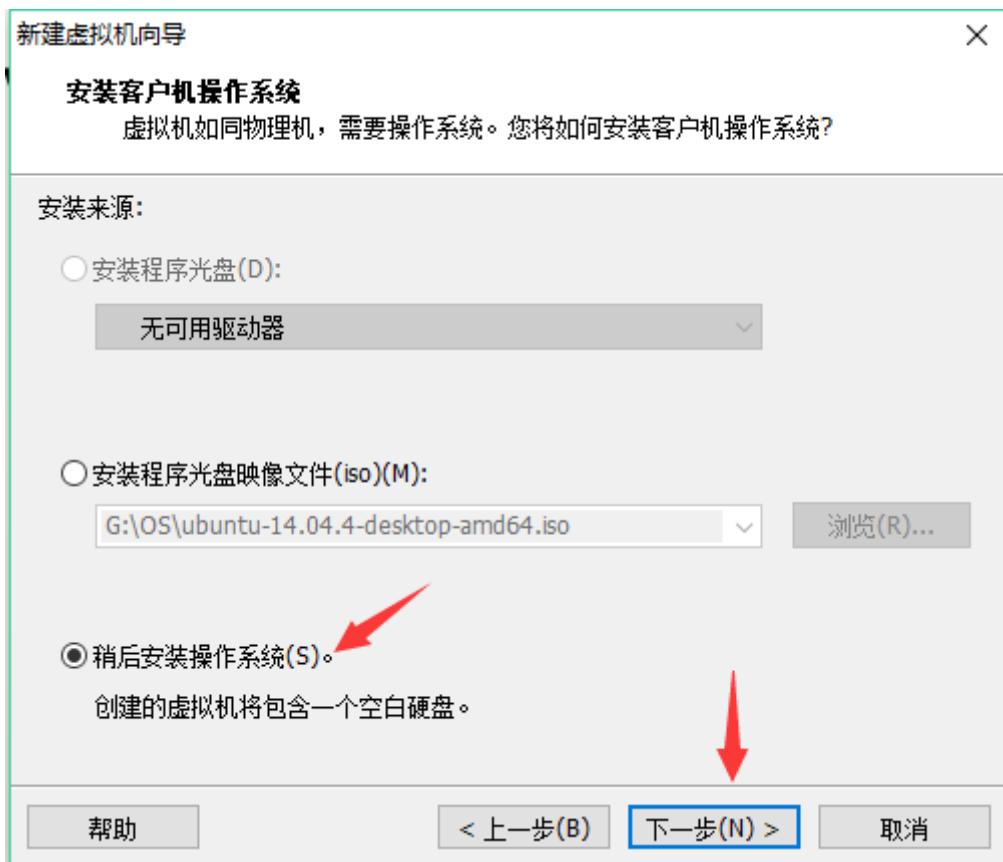 新建虚拟机向导
安装客户机操作系统
虚拟机如同物理机，需要操作系统。您将如何安装客户机操作系统?
安装来源:
安装程序光盘(D):
无可用驱动器
安装程序光盘映像文件(iso)(M):
G:\OS\ubuntu-14.04.4-desktop-amd64.iso
浏览(R)...
稍后安装操作系统(S)。
创建的虚拟机将包含一个空白硬盘。
帮助
< 上一步(B)
下一步(N) >
取消